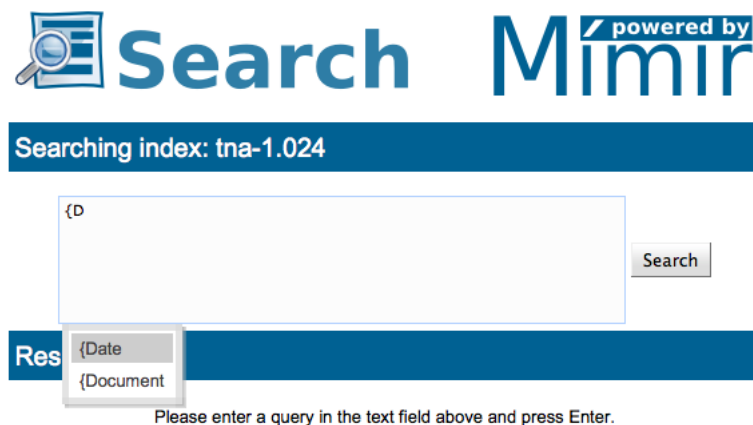 Search
powered by
Mimir
Searching index: tna-1.024
{D
Search
Res
{Date
{Document
Please enter a query in the text field above and press Enter.